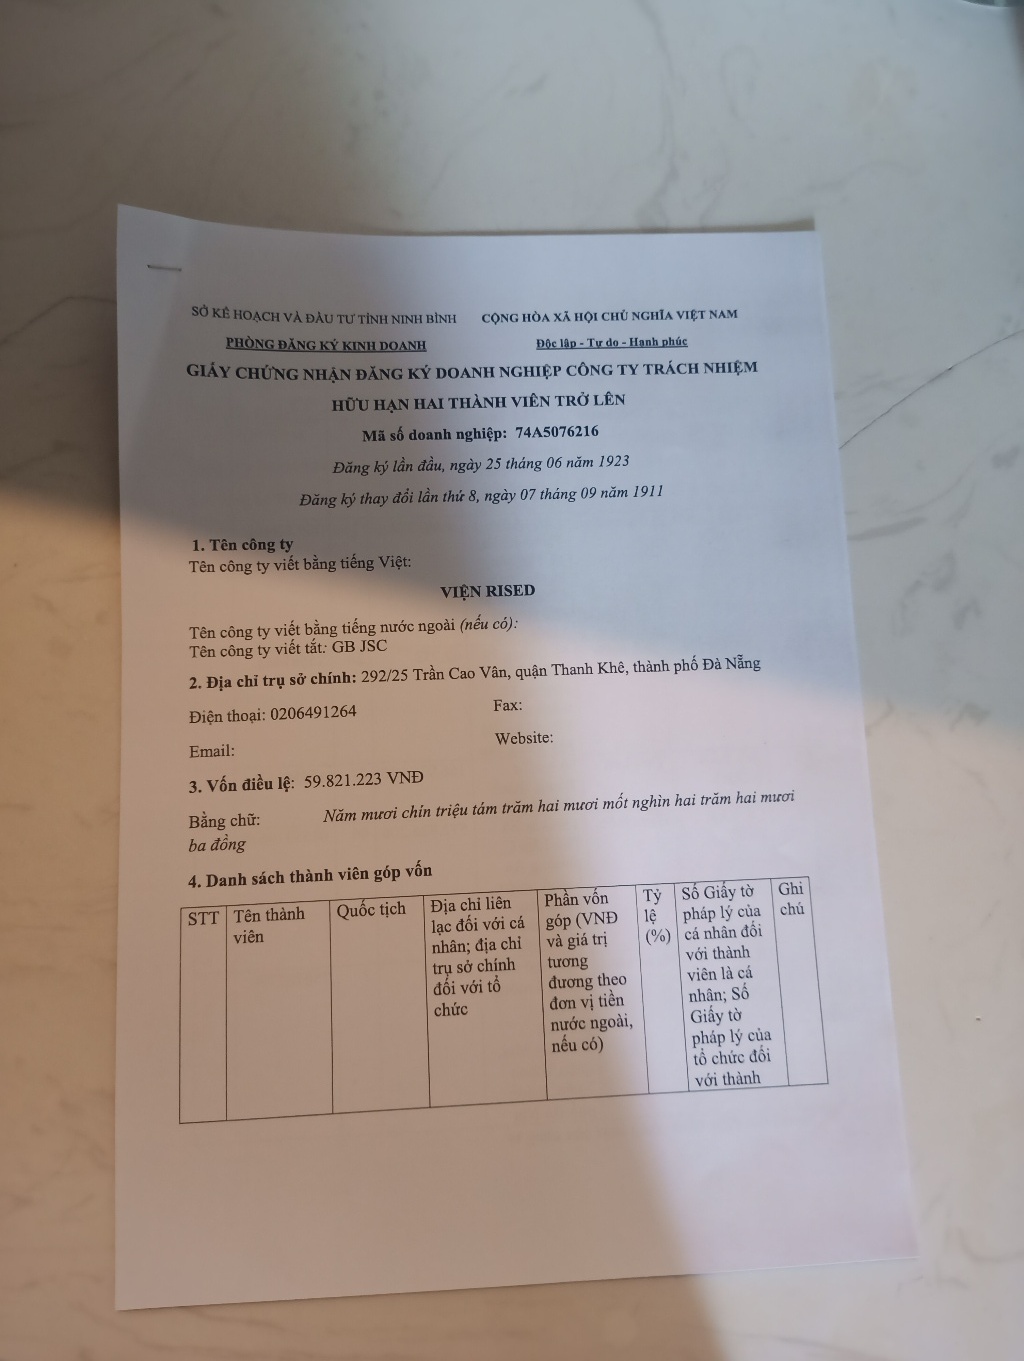 SỞ KẾ HOẠCH VÀ ĐẦU TƯ TỈNH NINH BÌNH
PHÒNG ĐĂNG KÝ KINH DOANH
CỘNG HÒA XÃ HỘI CHỦ NGHĨA VIỆT NAM
Độc lập - Tự do - Hạnh phúc
GIẤY CHỨNG NHẬN ĐĂNG KÝ DOANH NGHIỆP CÔNG TY TRÁCH NHIỆM
HỮU HẠN HAI THÀNH VIÊN TRỞ LÊN
Mã số doanh nghiệp: 74A5076216
Đăng ký lần đầu, ngày 25 tháng 06 năm 1923
Đăng ký thay đổi lần thứ 8, ngày 07 tháng 09 năm 1911
1. Tên công ty
Tên công ty viết bằng tiếng Việt:
VIỆN RISED
Tên công ty viết bằng tiếng nước ngoài (nếu có):
Tên công ty viết tắt: GB JSC
2. Địa chỉ trụ sở chính: 292/25 Trần Cao Vân, quận Thanh Khê, thành phố Đà Nẵng
Điện thoại: 0206491264
Fax:
Email:
Website:
3. Vốn điều lệ: 59.821.223 VNĐ
Bằng chữ: Năm mươi chín triệu tám trăm hai mươi mốt nghìn hai trăm hai mươi
ba đồng
4. Danh sách thành viên góp vốn
STT
Tên thành
viên
Quốc tịch
Địa chỉ liên
lạc đối với cá
nhân; địa chỉ
trụ sở chính
đối với tổ
chức
Phần vốn
góp (VNĐ
và giá trị
tương
đương theo
đơn vị tiền
nước ngoài,
nếu có)
Tỷ
lệ
(%)
Số Giấy tờ
pháp lý của
cá nhân đối
với thành
viên là cá
nhân; Số
Giấy tờ
pháp lý của
tổ chức đối
với thành
Ghi
chú